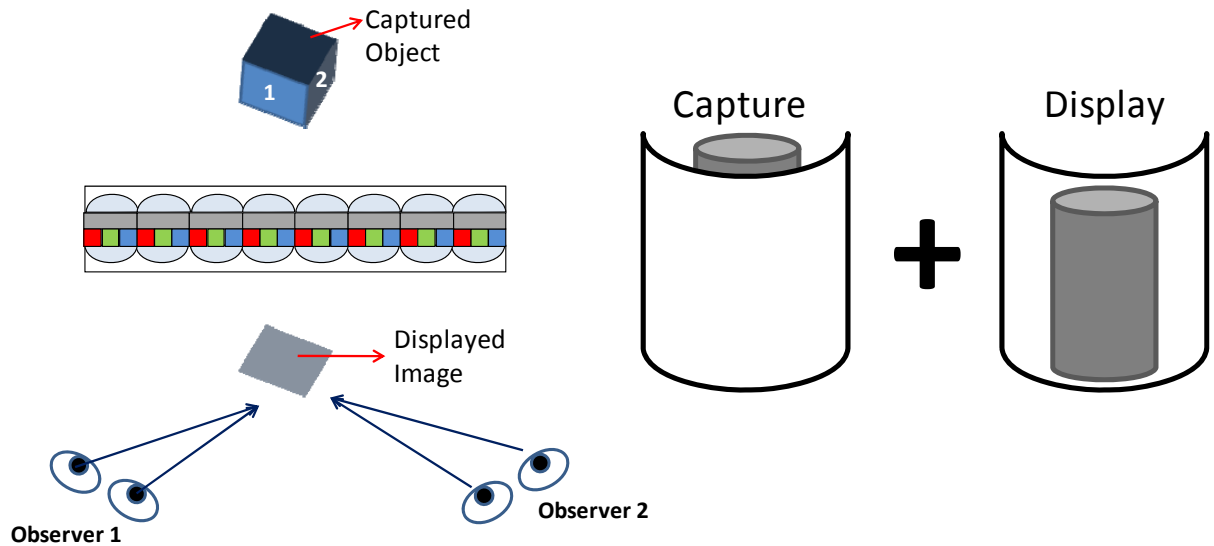 Captured
Object
1
2
Displayed
Image
Observer 1
Observer 2
Capture
Display